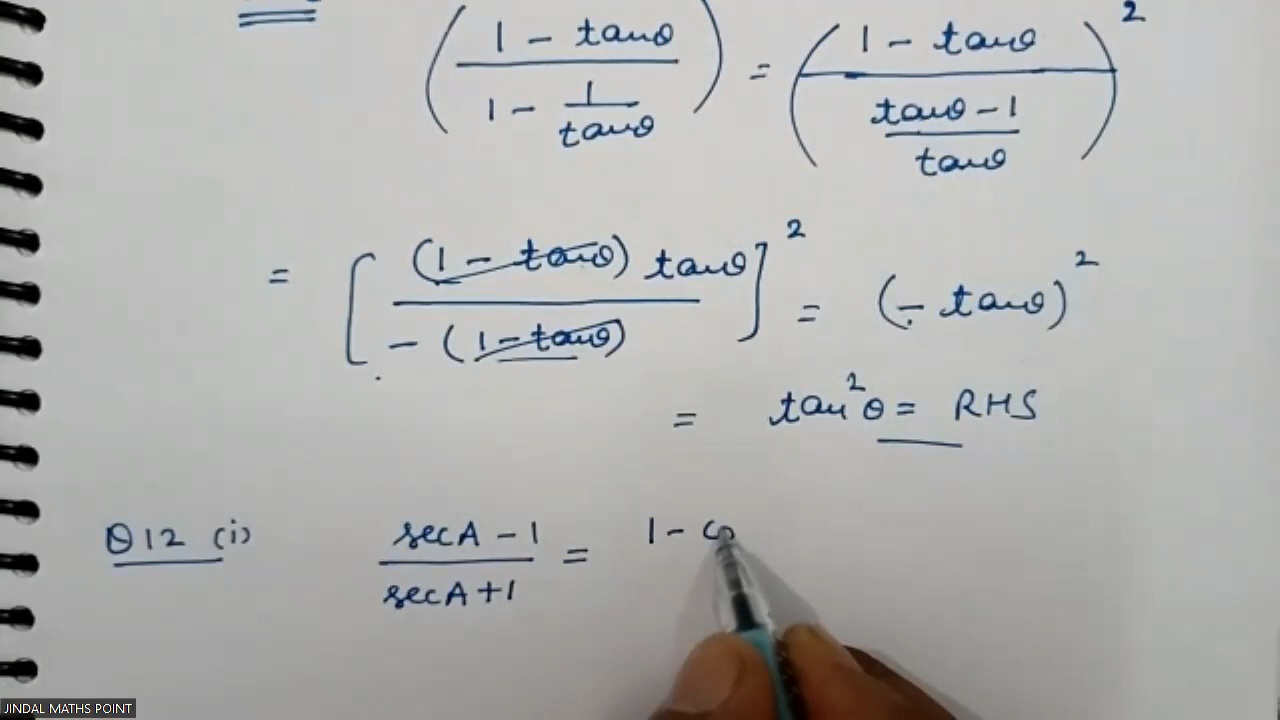 (1 - tanθ / 1 - 1/tanθ) = (1 - tanθ / (tanθ - 1)/tanθ)²
= [(1 - tanθ) tanθ / -(1 - tanθ)]² = (- tanθ)²
= tan²θ = RHS
Q12 (i) secA - 1 / secA + 1 = 1 - co
JINDAL MATHS POINT